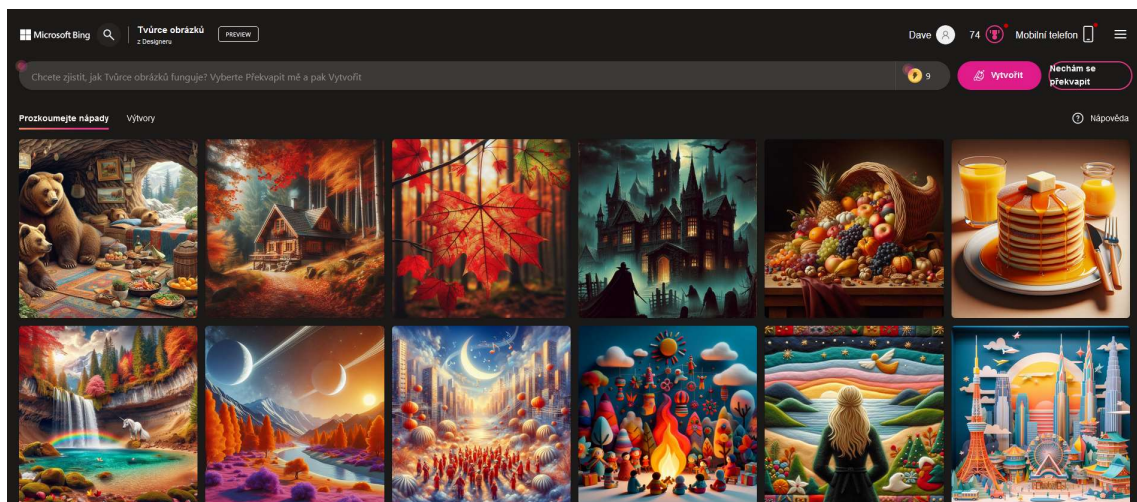 Microsoft Bing
Tvůrce obrázků
z Designeru
PREVIEW
Dave
74
Mobilní telefon
Chcete zjistit, jak Tvůrce obrázků funguje? Vyberte Překvapit mě a pak Vytvořit
9
Vytvořit
Nechám se
překvapit
Prozkoumejte nápady
Výtvory
Nápověda